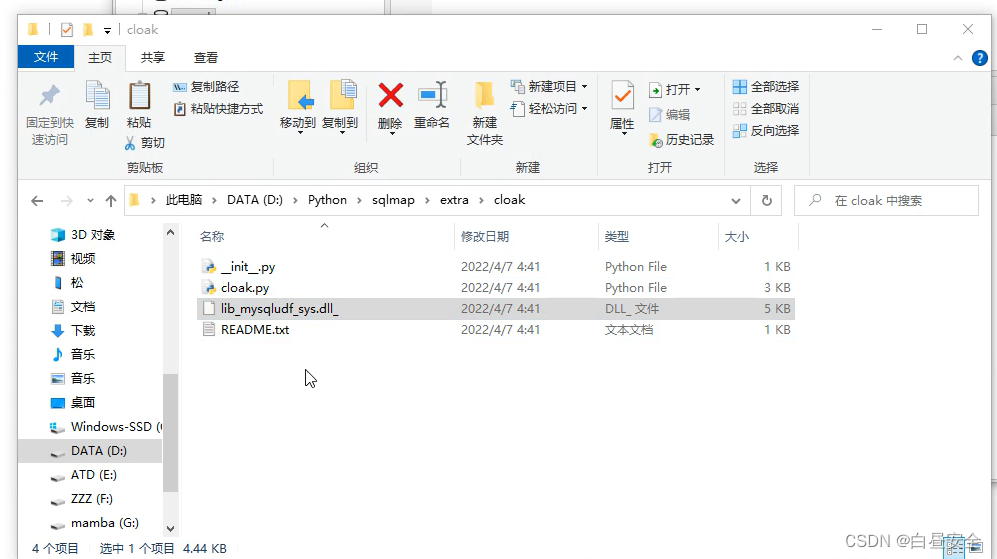 cloak
文件 主页 共享 查看
固定到快速访问 复制 粘贴 复制路径 粘贴快捷方式 剪切 移动到 复制到 删除 重命名 新建文件夹 新建项目 轻松访问 属性 打开 编辑 历史记录 全部选择 全部取消 反向选择
剪贴板 组织 新建 打开 选择
此电脑 > DATA (D:) > Python > sqlmap > extra > cloak 在 cloak 中搜索
名称 修改日期 类型 大小
__init__.py 2022/4/7 4:41 Python File 1 KB
cloak.py 2022/4/7 4:41 Python File 3 KB
lib_mysqludf_sys.dll_ 2022/4/7 4:41 DLL_ 文件 5 KB
README.txt 2022/4/7 4:41 文本文档 1 KB
3D 对象
视频
松
文档
下载
音乐
音乐
桌面
Windows-SSD (
DATA (D:)
ATD (E:)
ZZZ (F:)
mamba (G:)
4 个项目 选中 1 个项目 4.44 KB
CSDN @白昼安全